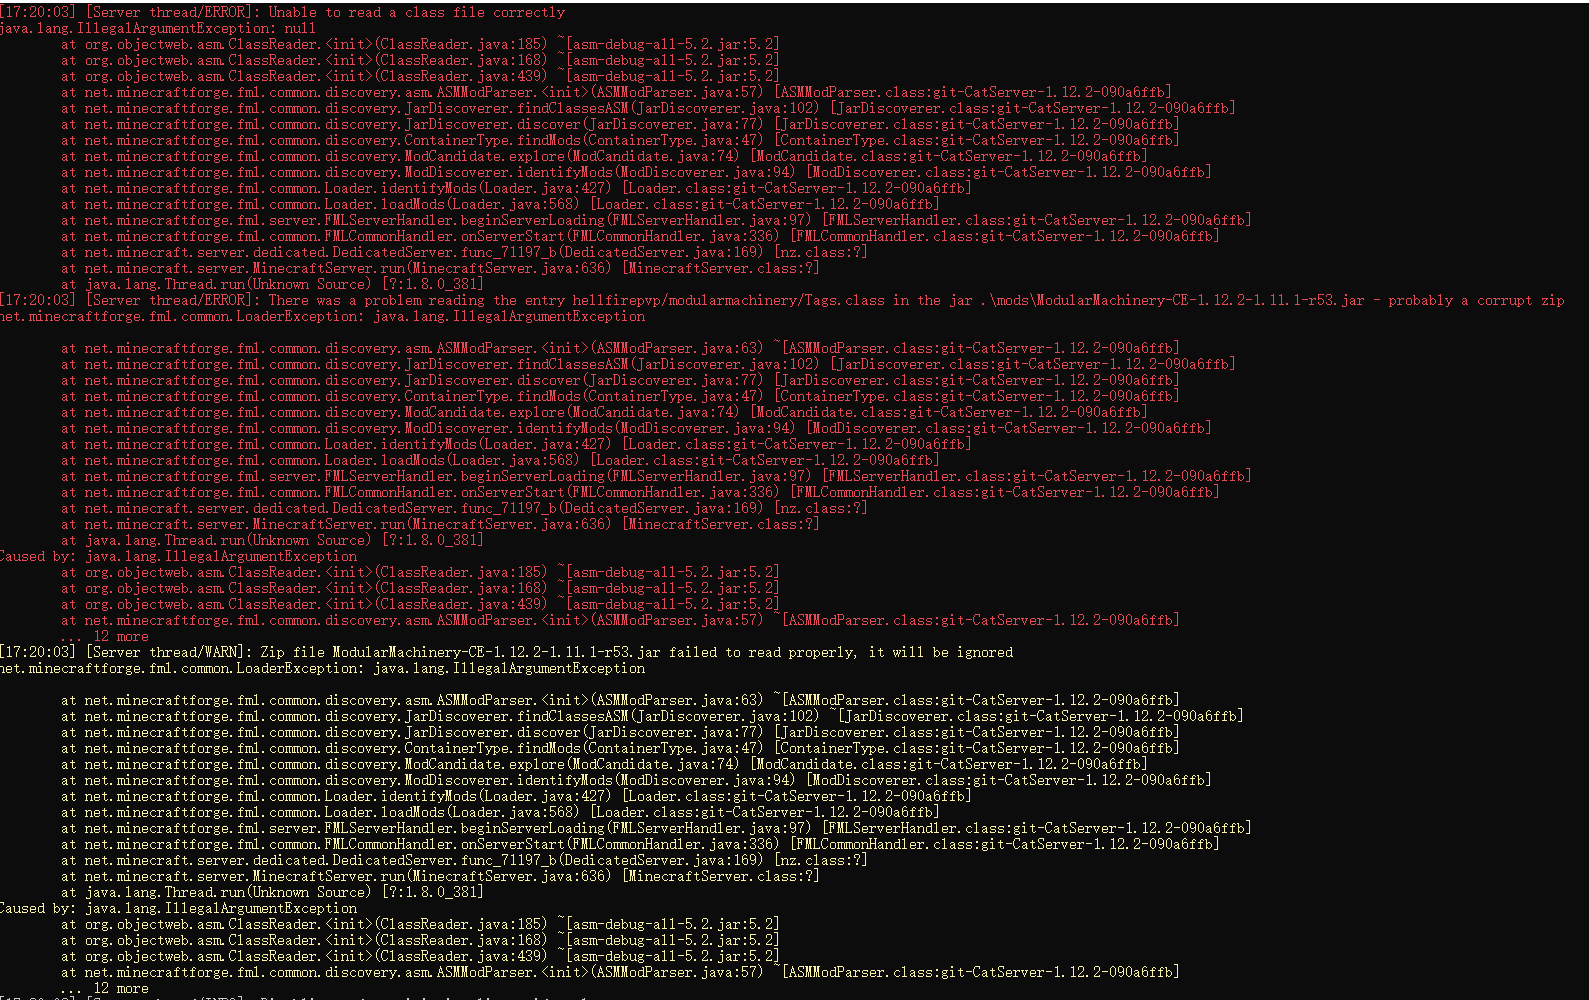 [17:20:03] [Server thread/ERROR]: Unable to read a class file correctly
java.lang.IllegalArgumentException: null
at org.objectweb.asm.ClassReader.<init>(ClassReader.java:185) ~[asm-debug-all-5.2.jar:5.2]
at org.objectweb.asm.ClassReader.<init>(ClassReader.java:168) ~[asm-debug-all-5.2.jar:5.2]
at org.objectweb.asm.ClassReader.<init>(ClassReader.java:439) ~[asm-debug-all-5.2.jar:5.2]
at net.minecraftforge.fml.common.discovery.asm.ASMModParser.<init>(ASMModParser.java:57) [ASMModParser.class:git-CatServer-1.12.2-090a6ffb]
at net.minecraftforge.fml.common.discovery.JarDiscoverer.findClassesASM(JarDiscoverer.java:102) [JarDiscoverer.class:git-CatServer-1.12.2-090a6ffb]
at net.minecraftforge.fml.common.discovery.JarDiscoverer.discover(JarDiscoverer.java:77) [JarDiscoverer.class:git-CatServer-1.12.2-090a6ffb]
at net.minecraftforge.fml.common.discovery.ContainerType.findMods(ContainerType.java:47) [ContainerType.class:git-CatServer-1.12.2-090a6ffb]
at net.minecraftforge.fml.common.discovery.ModCandidate.explore(ModCandidate.java:74) [ModCandidate.class:git-CatServer-1.12.2-090a6ffb]
at net.minecraftforge.fml.common.discovery.ModDiscoverer.identifyMods(ModDiscoverer.java:94) [ModDiscoverer.class:git-CatServer-1.12.2-090a6ffb]
at net.minecraftforge.fml.common.Loader.identifyMods(Loader.java:427) [Loader.class:git-CatServer-1.12.2-090a6ffb]
at net.minecraftforge.fml.common.Loader.loadMods(Loader.java:568) [Loader.class:git-CatServer-1.12.2-090a6ffb]
at net.minecraftforge.fml.server.FMLServerHandler.beginServerLoading(FMLServerHandler.java:97) [FMLServerHandler.class:git-CatServer-1.12.2-090a6ffb]
at net.minecraftforge.fml.common.FMLCommonHandler.onServerStart(FMLCommonHandler.java:336) [FMLCommonHandler.class:git-CatServer-1.12.2-090a6ffb]
at net.minecraft.server.dedicated.DedicatedServer.func_71197_b(DedicatedServer.java:169) [nz.class:?]
at net.minecraft.server.MinecraftServer.run(MinecraftServer.java:636) [MinecraftServer.class:?]
at java.lang.Thread.run(Unknown Source) [?:1.8.0_381]
[17:20:03] [Server thread/ERROR]: There was a problem reading the entry hellfirepvp/modularmachinery/Tags.class in the jar .\mods\ModularMachinery-CE-1.12.2-1.11.1-r53.jar - probably a corrupt zip
net.minecraftforge.fml.common.LoaderException: java.lang.IllegalArgumentException
at net.minecraftforge.fml.common.discovery.asm.ASMModParser.<init>(ASMModParser.java:63) ~[ASMModParser.class:git-CatServer-1.12.2-090a6ffb]
at net.minecraftforge.fml.common.discovery.JarDiscoverer.findClassesASM(JarDiscoverer.java:102) [JarDiscoverer.class:git-CatServer-1.12.2-090a6ffb]
at net.minecraftforge.fml.common.discovery.JarDiscoverer.discover(JarDiscoverer.java:77) [JarDiscoverer.class:git-CatServer-1.12.2-090a6ffb]
at net.minecraftforge.fml.common.discovery.ContainerType.findMods(ContainerType.java:47) [ContainerType.class:git-CatServer-1.12.2-090a6ffb]
at net.minecraftforge.fml.common.discovery.ModCandidate.explore(ModCandidate.java:74) [ModCandidate.class:git-CatServer-1.12.2-090a6ffb]
at net.minecraftforge.fml.common.discovery.ModDiscoverer.identifyMods(ModDiscoverer.java:94) [ModDiscoverer.class:git-CatServer-1.12.2-090a6ffb]
at net.minecraftforge.fml.common.Loader.identifyMods(Loader.java:427) [Loader.class:git-CatServer-1.12.2-090a6ffb]
at net.minecraftforge.fml.common.Loader.loadMods(Loader.java:568) [Loader.class:git-CatServer-1.12.2-090a6ffb]
at net.minecraftforge.fml.server.FMLServerHandler.beginServerLoading(FMLServerHandler.java:97) [FMLServerHandler.class:git-CatServer-1.12.2-090a6ffb]
at net.minecraftforge.fml.common.FMLCommonHandler.onServerStart(FMLCommonHandler.java:336) [FMLCommonHandler.class:git-CatServer-1.12.2-090a6ffb]
at net.minecraft.server.dedicated.DedicatedServer.func_71197_b(DedicatedServer.java:169) [nz.class:?]
at net.minecraft.server.MinecraftServer.run(MinecraftServer.java:636) [MinecraftServer.class:?]
at java.lang.Thread.run(Unknown Source) [?:1.8.0_381]
Caused by: java.lang.IllegalArgumentException
at org.objectweb.asm.ClassReader.<init>(ClassReader.java:185) ~[asm-debug-all-5.2.jar:5.2]
at org.objectweb.asm.ClassReader.<init>(ClassReader.java:168) ~[asm-debug-all-5.2.jar:5.2]
at org.objectweb.asm.ClassReader.<init>(ClassReader.java:439) ~[asm-debug-all-5.2.jar:5.2]
at net.minecraftforge.fml.common.discovery.asm.ASMModParser.<init>(ASMModParser.java:57) ~[ASMModParser.class:git-CatServer-1.12.2-090a6ffb]
... 12 more
[17:20:03] [Server thread/WARN]: Zip file ModularMachinery-CE-1.12.2-1.11.1-r53.jar failed to read properly, it will be ignored
net.minecraftforge.fml.common.LoaderException: java.lang.IllegalArgumentException
at net.minecraftforge.fml.common.discovery.asm.ASMModParser.<init>(ASMModParser.java:63) ~[ASMModParser.class:git-CatServer-1.12.2-090a6ffb]
at net.minecraftforge.fml.common.discovery.JarDiscoverer.findClassesASM(JarDiscoverer.java:102) ~[JarDiscoverer.class:git-CatServer-1.12.2-090a6ffb]
at net.minecraftforge.fml.common.discovery.JarDiscoverer.discover(JarDiscoverer.java:77) [JarDiscoverer.class:git-CatServer-1.12.2-090a6ffb]
at net.minecraftforge.fml.common.discovery.ContainerType.findMods(ContainerType.java:47) [ContainerType.class:git-CatServer-1.12.2-090a6ffb]
at net.minecraftforge.fml.common.discovery.ModCandidate.explore(ModCandidate.java:74) [ModCandidate.class:git-CatServer-1.12.2-090a6ffb]
at net.minecraftforge.fml.common.discovery.ModDiscoverer.identifyMods(ModDiscoverer.java:94) [ModDiscoverer.class:git-CatServer-1.12.2-090a6ffb]
at net.minecraftforge.fml.common.Loader.identifyMods(Loader.java:427) [Loader.class:git-CatServer-1.12.2-090a6ffb]
at net.minecraftforge.fml.common.Loader.loadMods(Loader.java:568) [Loader.class:git-CatServer-1.12.2-090a6ffb]
at net.minecraftforge.fml.server.FMLServerHandler.beginServerLoading(FMLServerHandler.java:97) [FMLServerHandler.class:git-CatServer-1.12.2-090a6ffb]
at net.minecraftforge.fml.common.FMLCommonHandler.onServerStart(FMLCommonHandler.java:336) [FMLCommonHandler.class:git-CatServer-1.12.2-090a6ffb]
at net.minecraft.server.dedicated.DedicatedServer.func_71197_b(DedicatedServer.java:169) [nz.class:?]
at net.minecraft.server.MinecraftServer.run(MinecraftServer.java:636) [MinecraftServer.class:?]
at java.lang.Thread.run(Unknown Source) [?:1.8.0_381]
Caused by: java.lang.IllegalArgumentException
at org.objectweb.asm.ClassReader.<init>(ClassReader.java:185) ~[asm-debug-all-5.2.jar:5.2]
at org.objectweb.asm.ClassReader.<init>(ClassReader.java:168) ~[asm-debug-all-5.2.jar:5.2]
at org.objectweb.asm.ClassReader.<init>(ClassReader.java:439) ~[asm-debug-all-5.2.jar:5.2]
at net.minecraftforge.fml.common.discovery.asm.ASMModParser.<init>(ASMModParser.java:57) ~[ASMModParser.class:git-CatServer-1.12.2-090a6ffb]
... 12 more